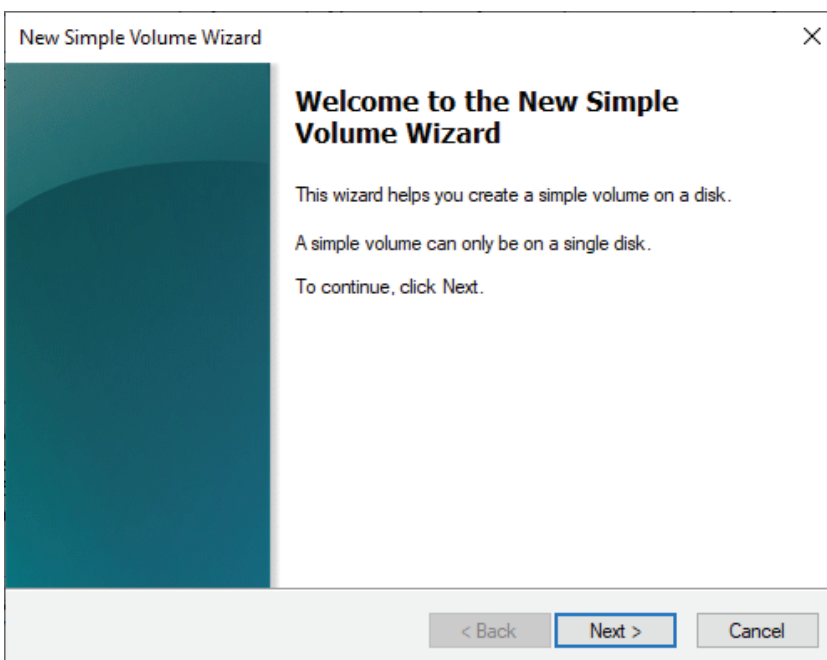 New Simple Volume Wizard
Welcome to the New Simple
Volume Wizard
This wizard helps you create a simple volume on a disk.
A simple volume can only be on a single disk.
To continue, click Next.
< Back
Next >
Cancel